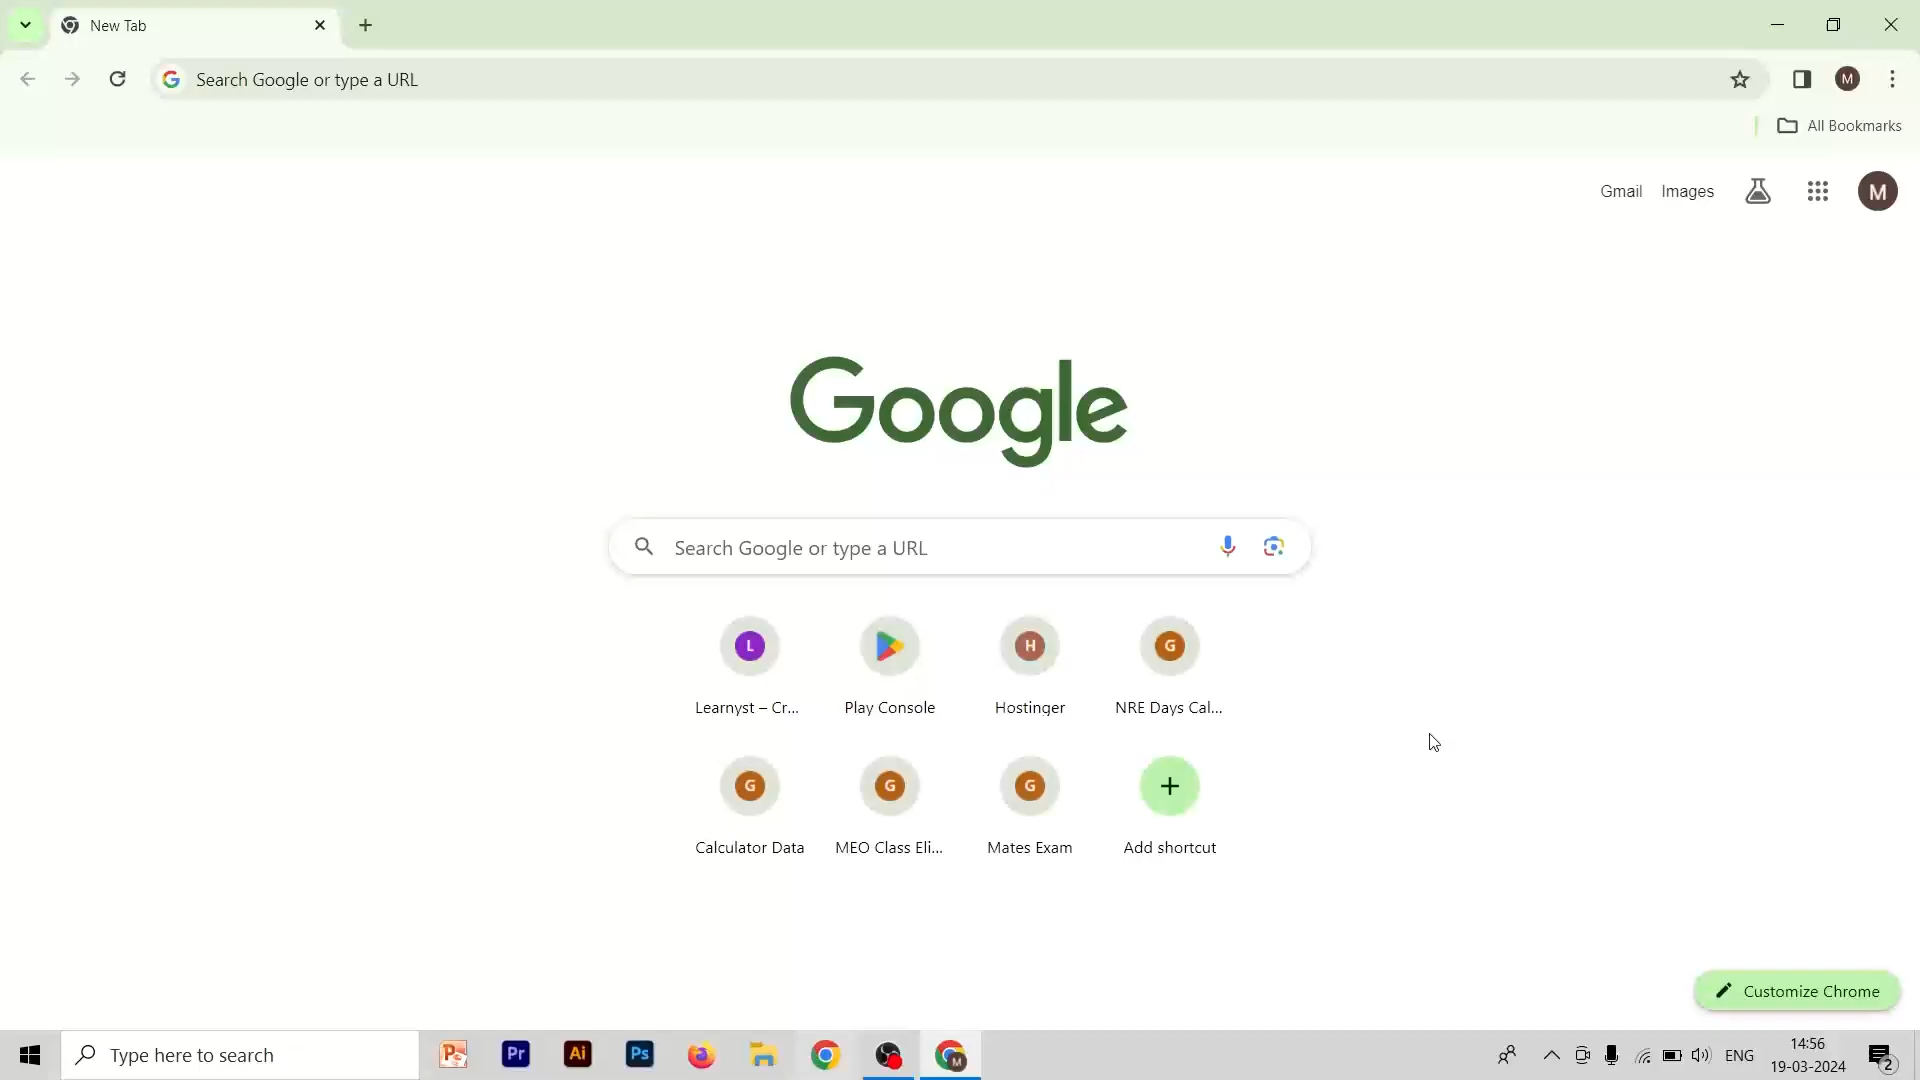 New Tab
Search Google or type a URL
M
All Bookmarks
Gmail Images M
Google
Search Google or type a URL
L H G
Learnyst – Cr... Play Console Hostinger NRE Days Cal...
G G G
Calculator Data MEO Class Eli... Mates Exam Add shortcut
Customize Chrome
Type here to search Pr Ai Ps M ENG 14:56
19-03-2024 2